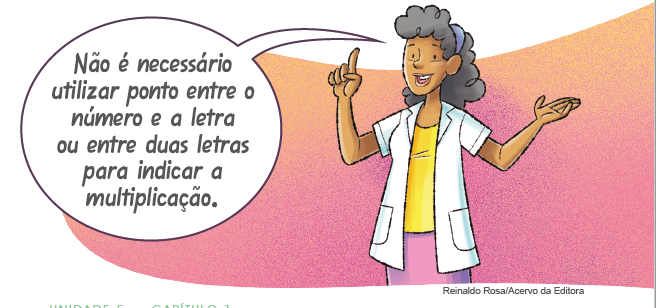 Não é necessário
utilizar ponto entre o
número e a letra
ou entre duas letras
para indicar a
multiplicação.
Reinaldo Rosa/Acervo da Editora